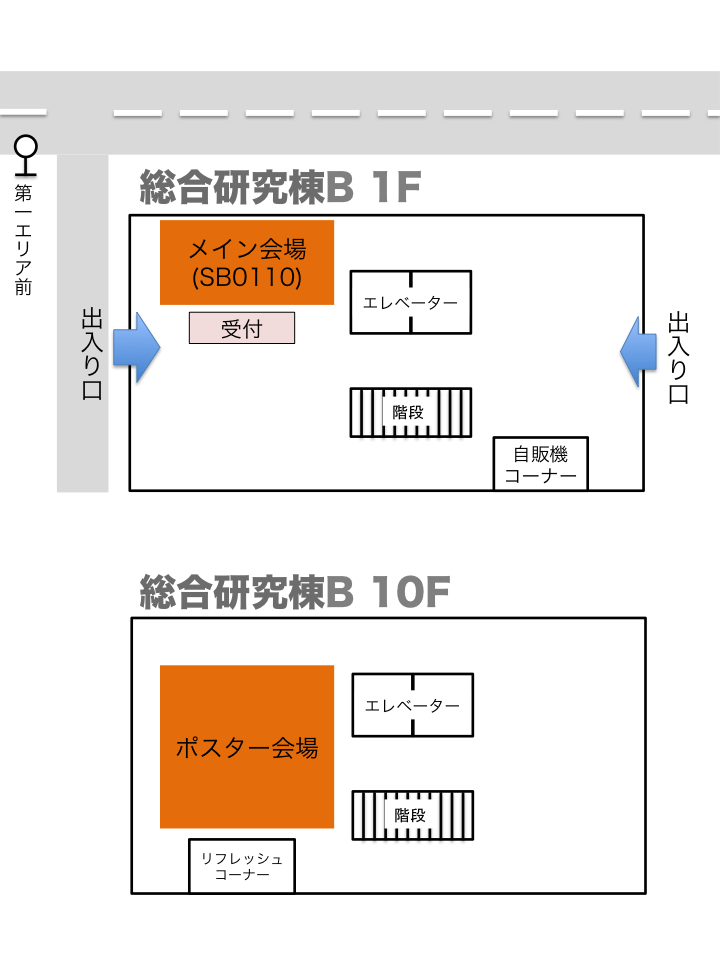 第一エリア前
総合研究棟B 1F
メイン会場
(SB0110)
受付
エレベーター
出入り口
出入り口
階段
自販機
コーナー
総合研究棟B 10F
ポスター会場
エレベーター
階段
リフレッシュ
コーナー